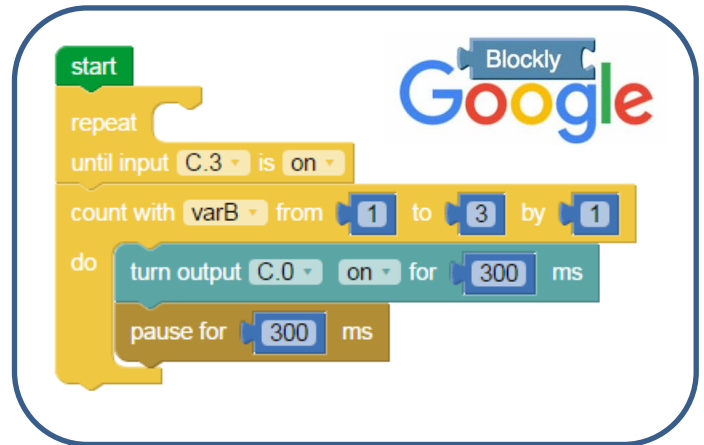 start
Blockly
Google
repeat
until input C.3 is on
count with varB from 1 to 3 by 1
do
turn output C.0 on for 300 ms
pause for 300 ms